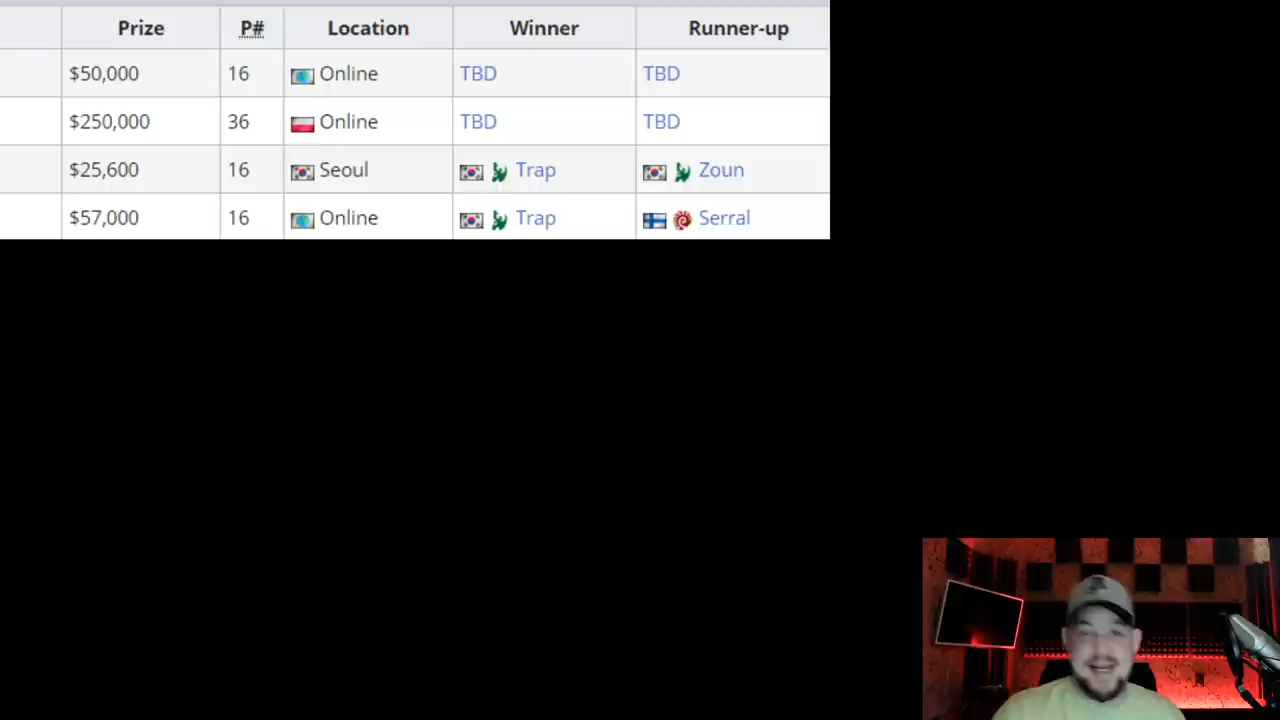 Prize P# Location Winner Runner-up
$50,000 16 Online TBD TBD
$250,000 36 Online TBD TBD
$25,600 16 Seoul Trap Zoun
$57,000 16 Online Trap Serral